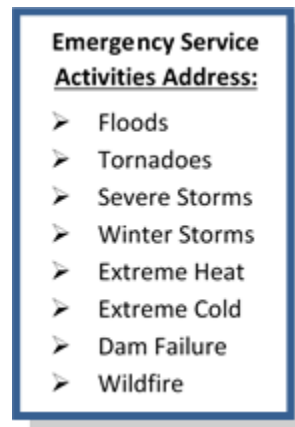 Emergency Service
Activities Address:
➢ Floods
➢ Tornadoes
➢ Severe Storms
➢ Winter Storms
➢ Extreme Heat
➢ Extreme Cold
➢ Dam Failure
➢ Wildfire